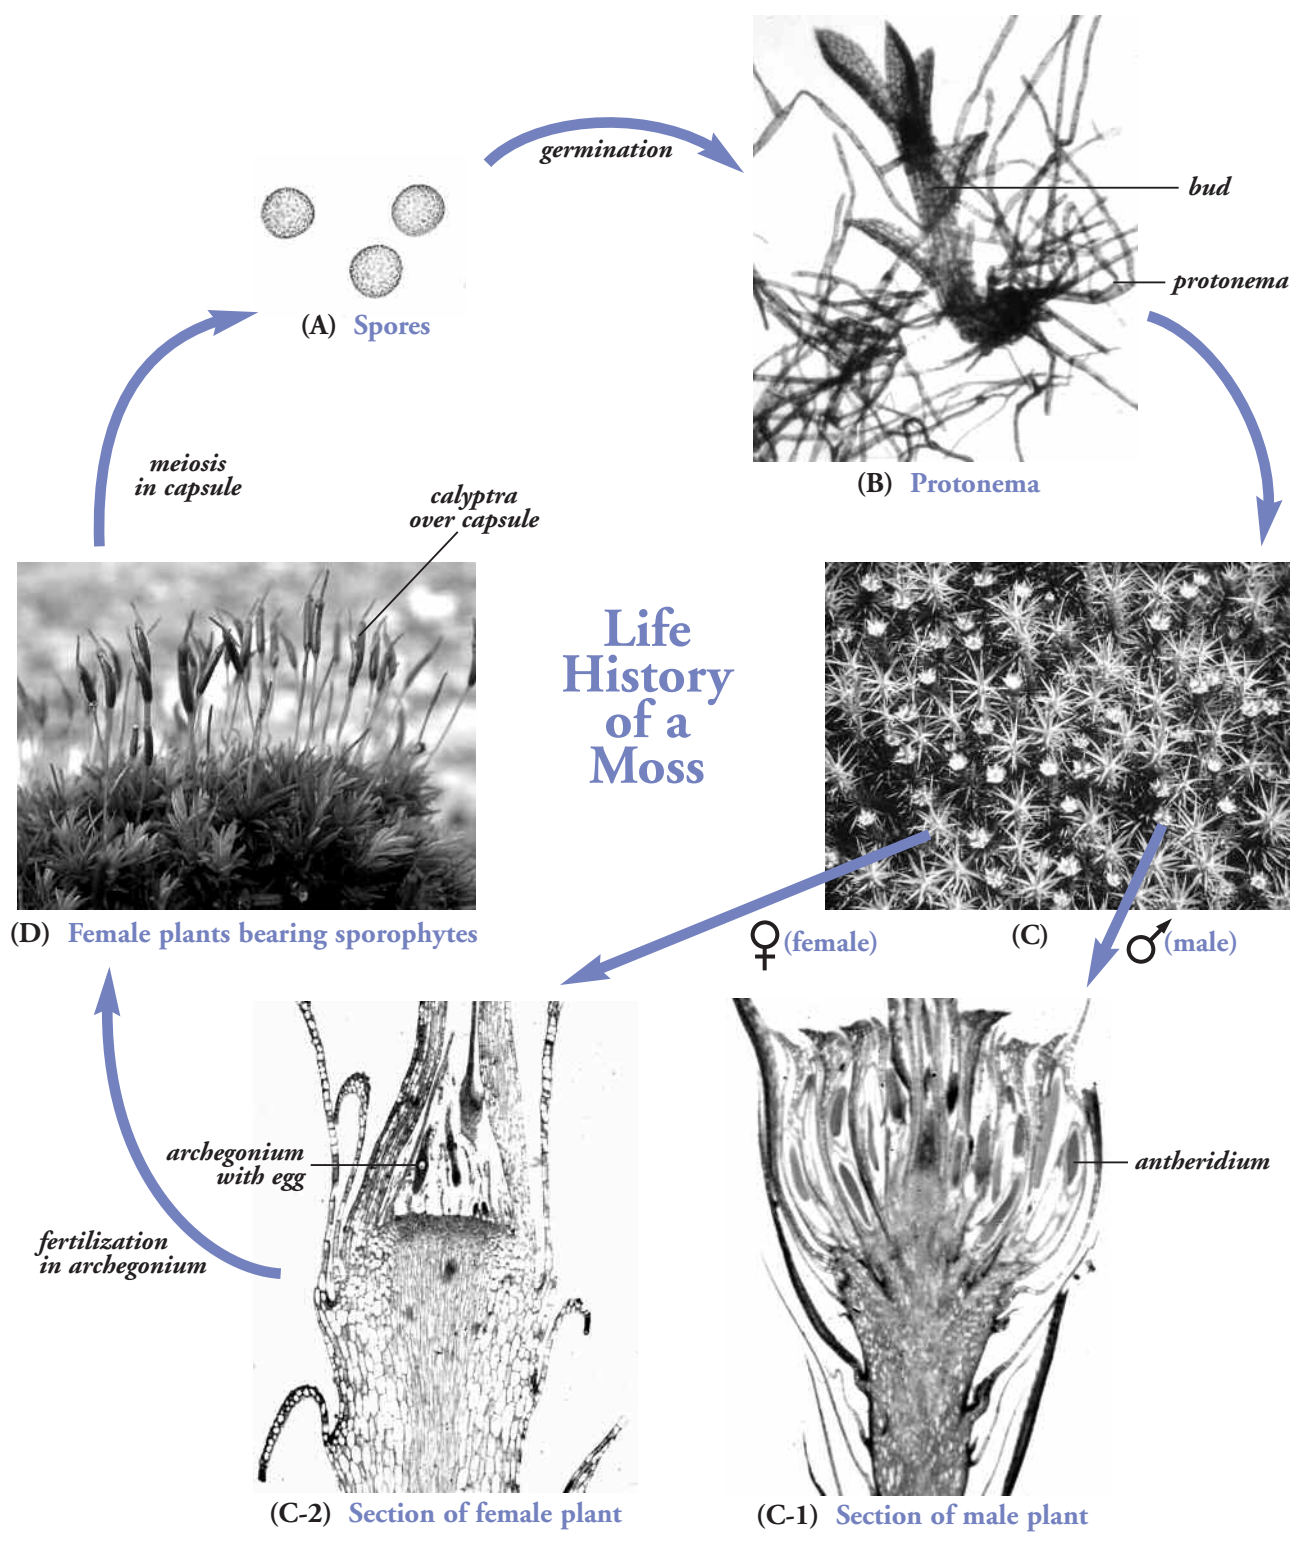 germination
bud
protonema
(A) Spores
meiosis
in capsule
calyptra
over capsule
(B) Protonema
Life
History
of a
Moss
(D) Female plants bearing sporophytes
♀(female)
(C)
♂(male)
archegonium
with egg
antheridium
fertilization
in archegonium
(C-2) Section of female plant
(C-1) Section of male plant